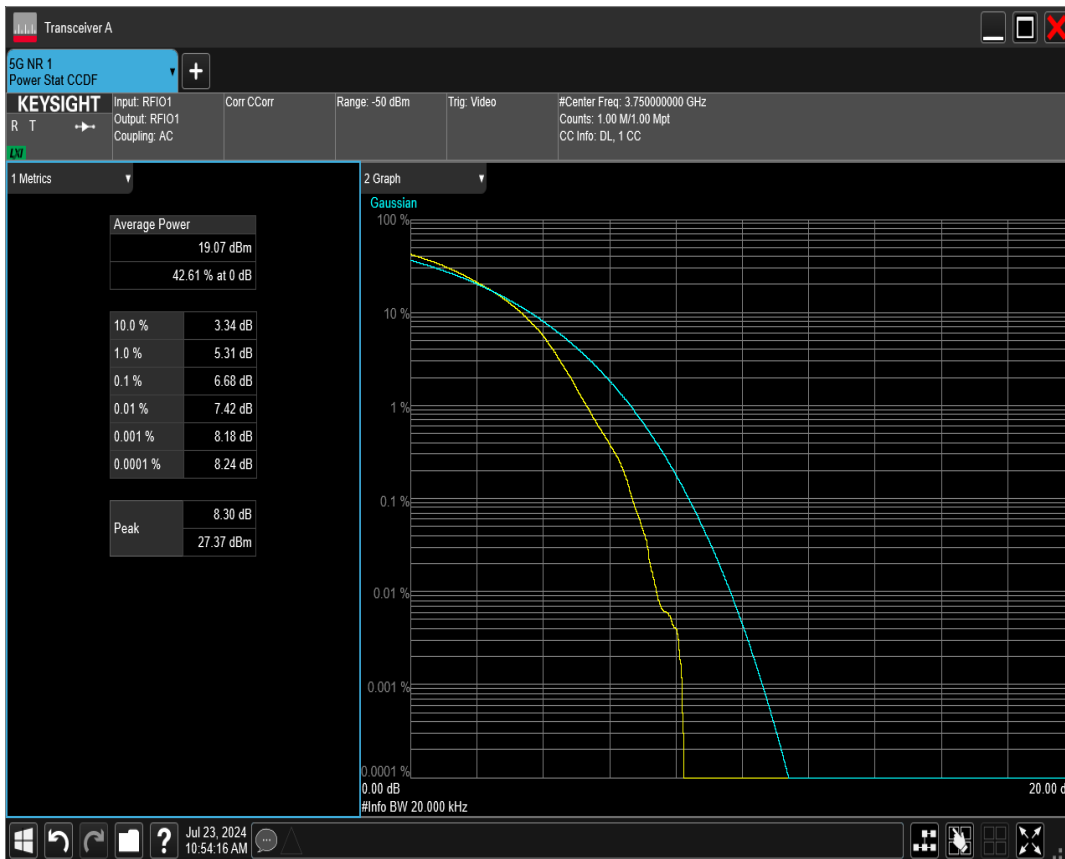 Transceiver A
5G NR 1
Power Stat CCDF
KEYSIGHT
R T
LXI
Input: RFIO1
Output: RFIO1
Coupling: AC
Corr CCorr
Range: -50 dBm
Trig: Video
#Center Freq: 3.750000000 GHz
Counts: 1.00 M/1.00 Mpt
CC Info: DL, 1 CC
1 Metrics
Average Power
19.07 dBm
42.61 % at 0 dB
10.0 % 3.34 dB
1.0 % 5.31 dB
0.1 % 6.68 dB
0.01 % 7.42 dB
0.001 % 8.18 dB
0.0001 % 8.24 dB
Peak
8.30 dB
27.37 dBm
2 Graph
Gaussian
100 %
10 %
1 %
0.1 %
0.01 %
0.001 %
0.0001 %
0.00 dB 20.00 d
#Info BW 20.000 kHz
? Jul 23, 2024
10:54:16 AM